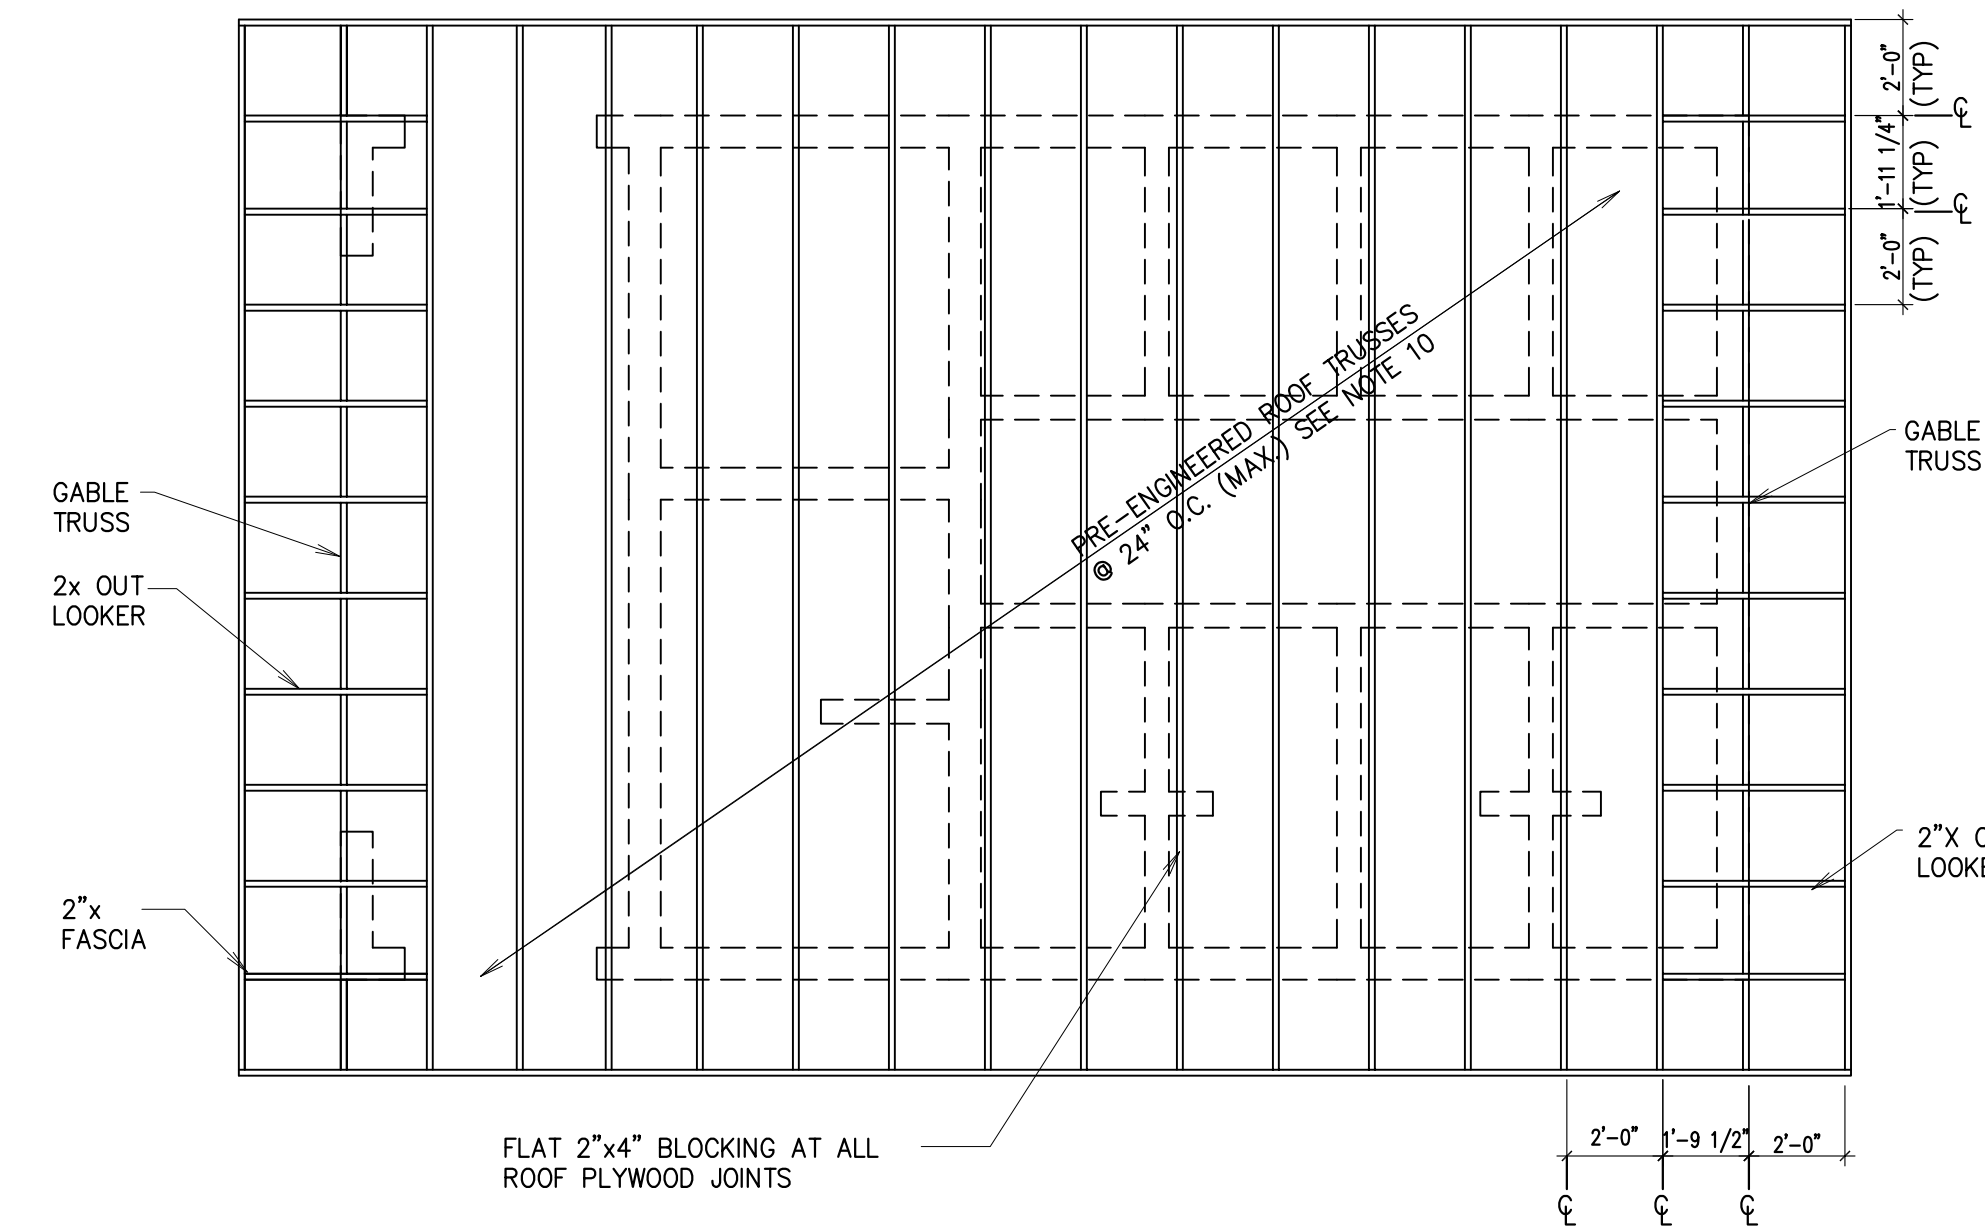 2'-0"
(TYP)
℄
1'-11 1/4"
(TYP)
℄
2'-0"
(TYP)
PRE-ENGINEERED ROOF TRUSSES
@ 24" O.C. (MAX.) SEE NOTE 10
GABLE
TRUSS
GABLE
TRUSS
2x OUT
LOOKER
2"X
2"x
FASCIA
FLAT 2"x4" BLOCKING AT ALL
ROOF PLYWOOD JOINTS
2'-0"
1'-9 1/2"
2'-0"
℄
℄
℄